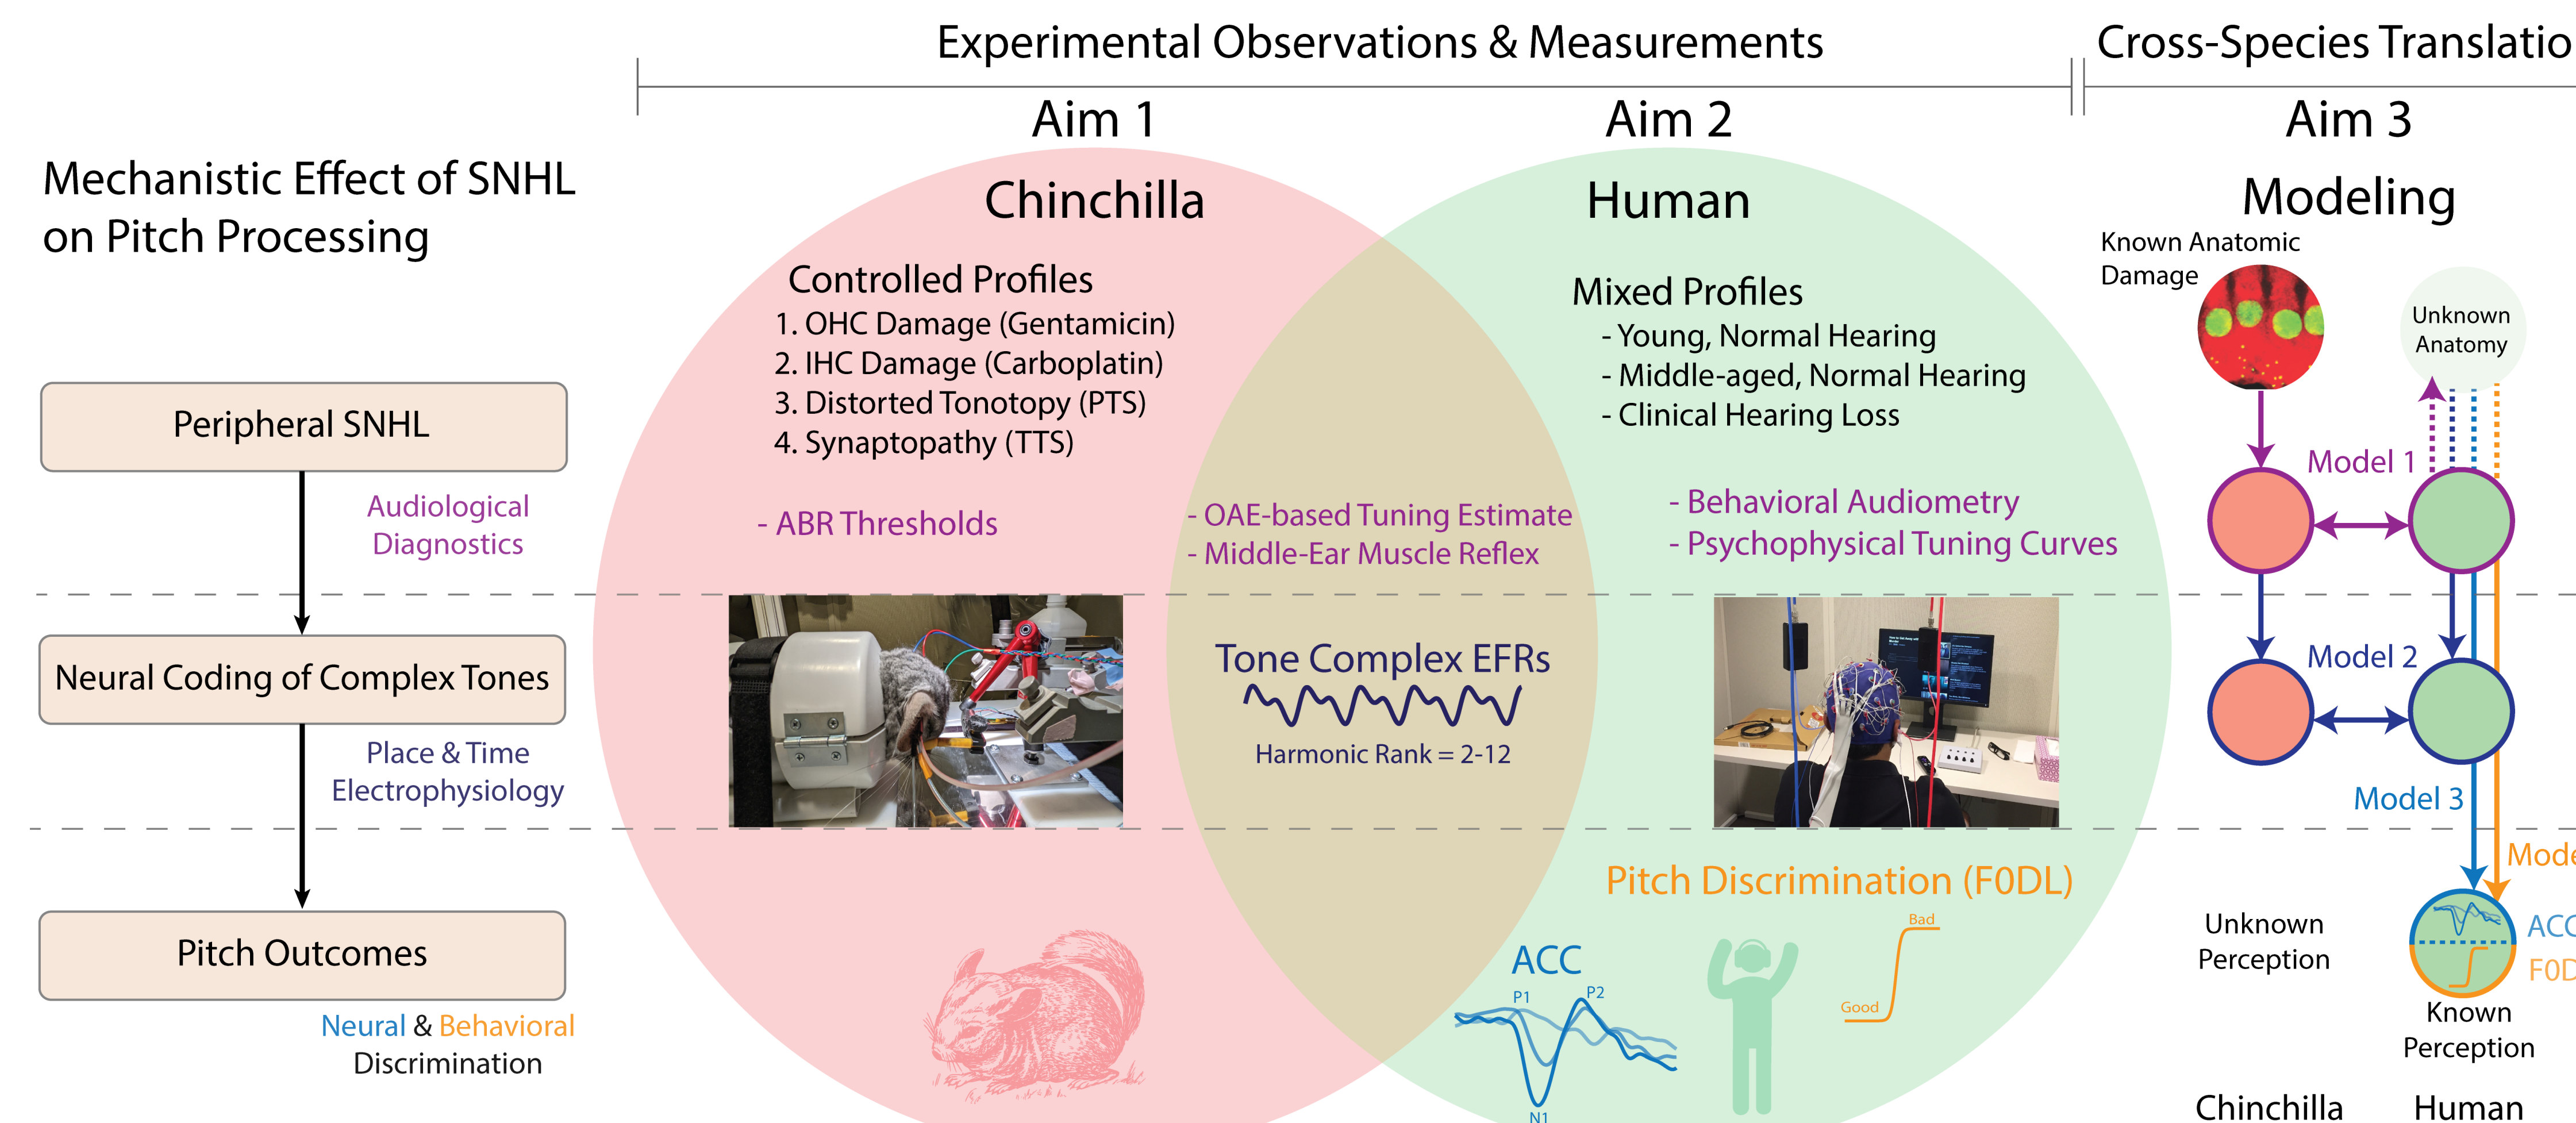 Experimental Observations & Measurements
Cross-Species Translatio
Aim 1
Aim 2
Aim 3
Mechanistic Effect of SNHL
on Pitch Processing
Peripheral SNHL
Audiological
Diagnostics
Neural Coding of Complex Tones
Place & Time
Electrophysiology
Pitch Outcomes
Neural & Behavioral
Discrimination
Chinchilla
Controlled Profiles
1. OHC Damage (Gentamicin)
2. IHC Damage (Carboplatin)
3. Distorted Tonotopy (PTS)
4. Synaptopathy (TTS)
- ABR Thresholds
- OAE-based Tuning Estimate
- Middle-Ear Muscle Reflex
Tone Complex EFRs
Harmonic Rank = 2-12
Human
Mixed Profiles
- Young, Normal Hearing
- Middle-aged, Normal Hearing
- Clinical Hearing Loss
- Behavioral Audiometry
- Psychophysical Tuning Curves
Pitch Discrimination (F0DL)
Bad
Good
ACC
P1
P2
N1
Modeling
Known Anatomic
Damage
Unknown
Anatomy
Model 1
Model 2
Model 3
Mode
Unknown
Perception
ACC
F0D
Known
Perception
Chinchilla
Human